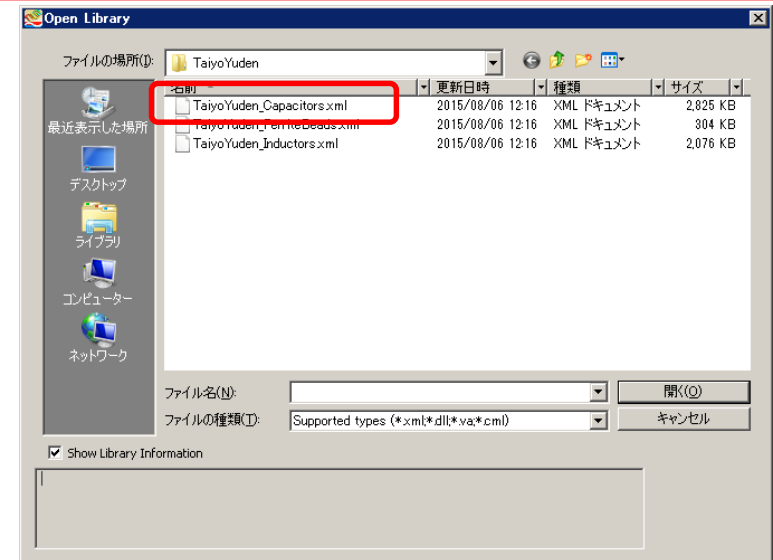 Open Library
ファイルの場所(I): TaiyoYuden
名前 更新日時 種類 サイズ
TaiyoYuden_Capacitors.xml 2015/08/06 12:16 XML ドキュメント 2,825 KB
TaiyoYuden_FerriteBeads.xml 2015/08/06 12:16 XML ドキュメント 304 KB
TaiyoYuden_Inductors.xml 2015/08/06 12:16 XML ドキュメント 2,076 KB
最近表示した場所
デスクトップ
ライブラリ
コンピューター
ネットワーク
ファイル名(N):
開く(O)
ファイルの種類(T): Supported types (*.xml;*.dll;*.va;*.cml)
キャンセル
Show Library Information